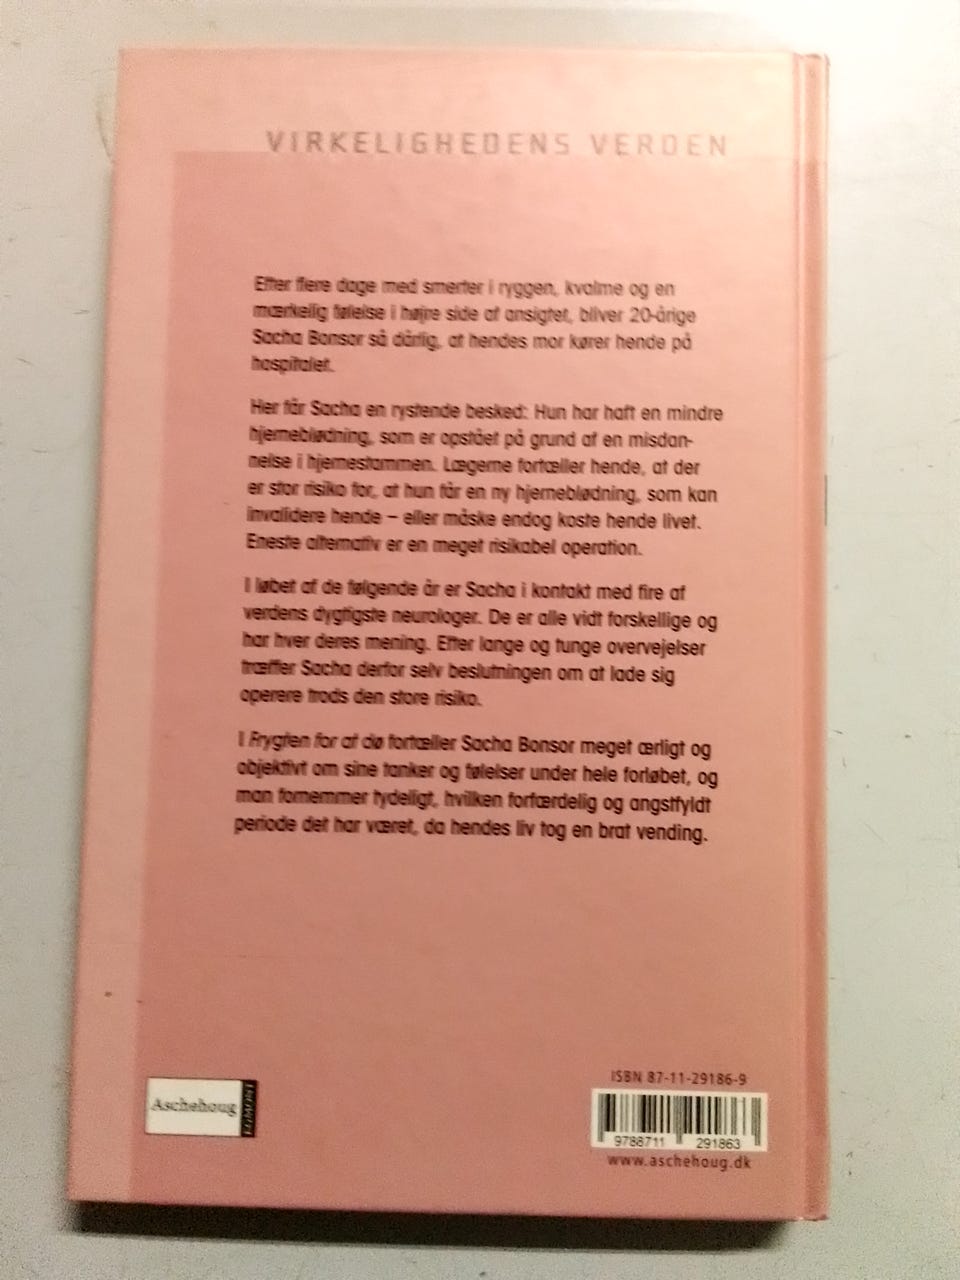 VIRKELIGHEDENS VERDEN
Efter flere dage med smerter i ryggen, kvalme og en
mærkelig følelse i højre side af ansigtet, bliver 20-årige
Sacha Bonsor så dårlig, at hendes mor kører hende på
hospitalet.
Her får Sacha en rystende besked: Hun har haft en mindre
hjerneblødning, som er opstået på grund af en misdan-
nelse i hjernestammen. Lægerne fortæller hende, at der
er stor risiko for, at hun får en ny hjerneblødning, som kan
invalidere hende – eller måske endog koste hende livet.
Eneste alternativ er en meget risikabel operation.
I løbet af de følgende år er Sacha i kontakt med fire af
verdens dygtigste neurologer. De er alle vidt forskellige og
har hver deres mening. Efter lange og tunge overvejelser
træffer Sacha derfor selv beslutningen om at lade sig
operere trods den store risiko.
I Frygten for at dø fortæller Sacha Bonsor meget ærligt og
objektivt om sine tanker og følelser under hele forløbet, og
man fornemmer tydeligt, hvilken forfærdelig og angstfyldt
periode det har været, da hendes liv tog en brat vending.
Aschehoug
EGMONT
ISBN 87-11-29186-9
9788711 291863
www.aschehoug.dk